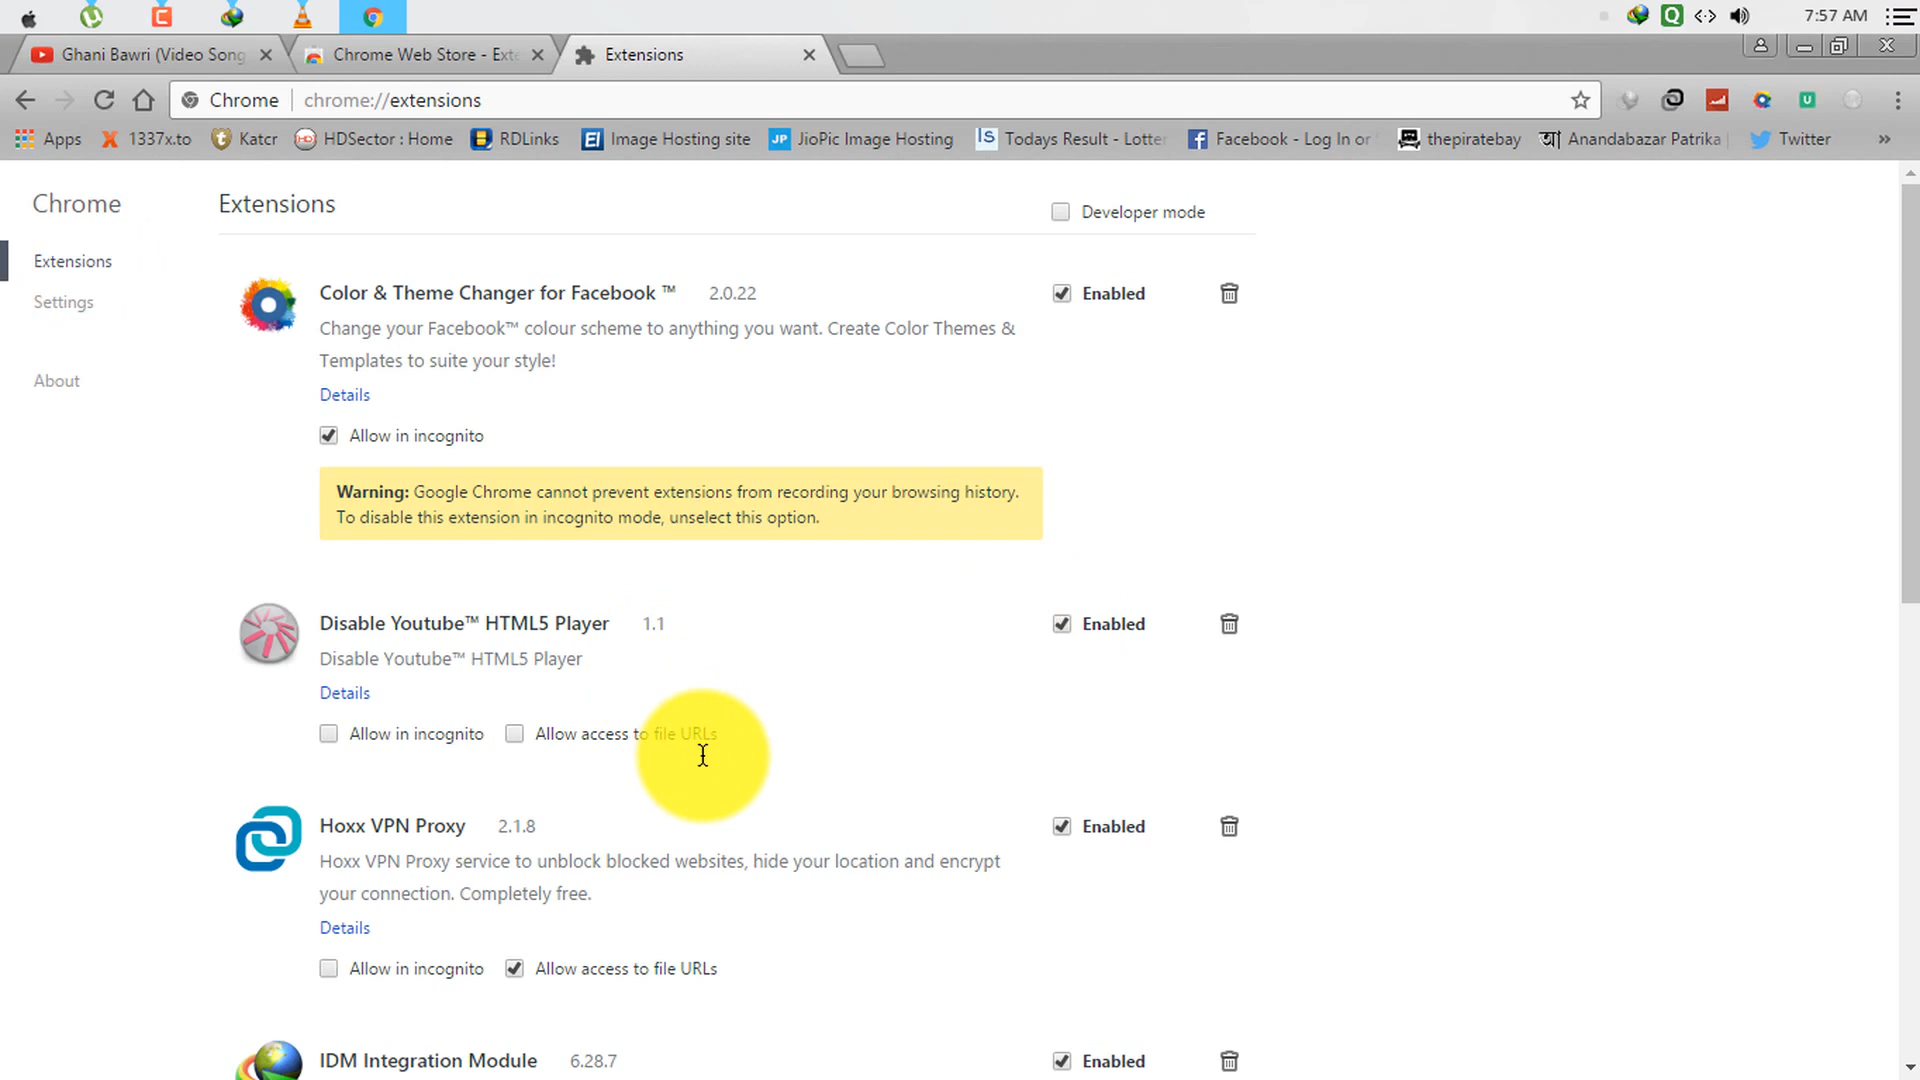 7:57 AM
Ghani Bawri (Video Song
Chrome Web Store - Exte
Extensions
Chrome
chrome://extensions
Apps
1337.to
Katcr
HDSector : Home
RDLinks
Image Hosting site
JioPic Image Hosting
Todays Result - Lotter
Facebook - Log In or
thepiratebay
Anandabazar Patrika
Twitter
Chrome
Extensions
Settings
About
Extensions
Developer mode
Color & Theme Changer for Facebook ™ 2.0.22
Enabled
Change your Facebook™ colour scheme to anything you want. Create Color Themes &
Templates to suite your style!
Details
Allow in incognito
Warning: Google Chrome cannot prevent extensions from recording your browsing history.
To disable this extension in incognito mode, unselect this option.
Disable Youtube™ HTML5 Player 1.1
Enabled
Disable Youtube™ HTML5 Player
Details
Allow in incognito
Allow access to file URLs
Hoxx VPN Proxy 2.1.8
Enabled
Hoxx VPN Proxy service to unblock blocked websites, hide your location and encrypt
your connection. Completely free.
Details
Allow in incognito
Allow access to file URLs
IDM Integration Module 6.28.7
Enabled